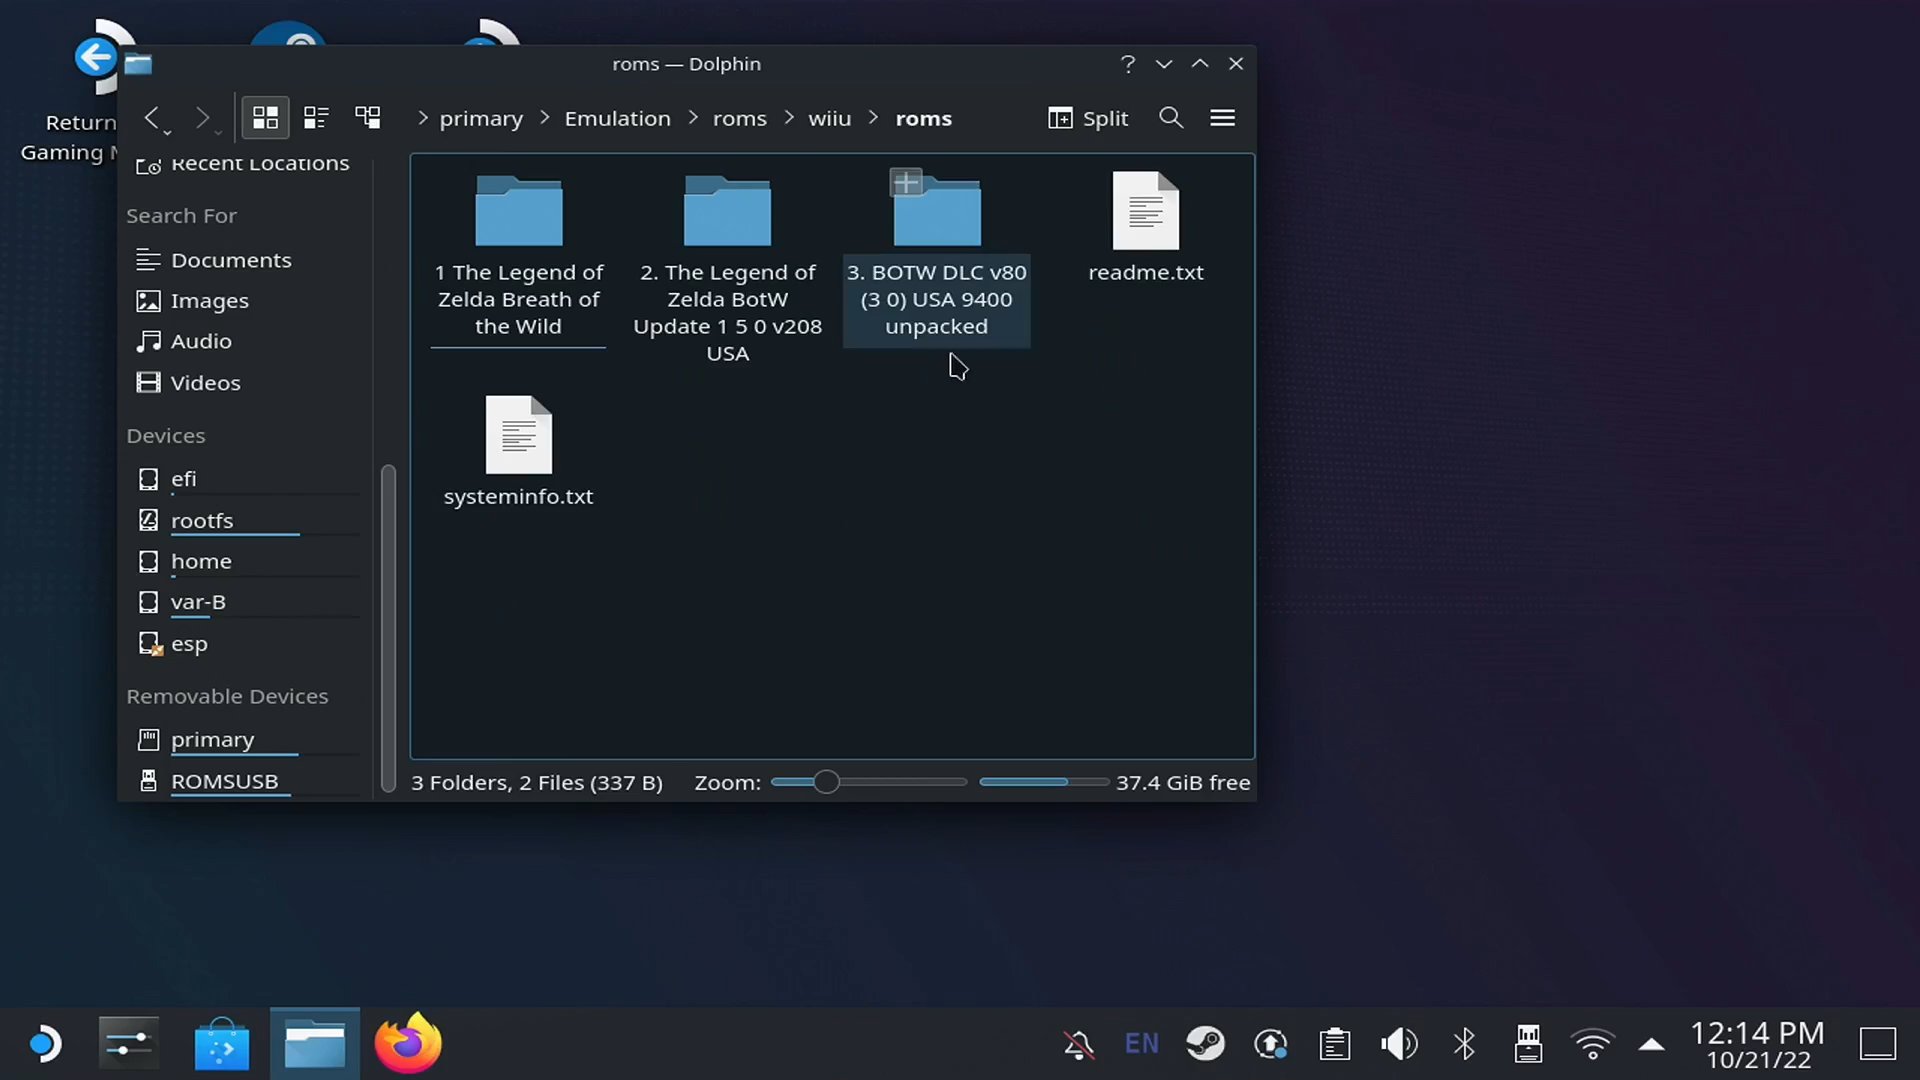 Return
Gaming M
roms — Dolphin
primary
Emulation
roms
wiiu
roms
Split
Recent Locations
Search For
Documents
Images
Audio
Videos
Devices
efi
rootfs
home
var-B
esp
Removable Devices
primary
ROMSUSB
1 The Legend of
Zelda Breath of
the Wild
2. The Legend of
Zelda BotW
Update 1 5 0 v208
USA
3. BOTW DLC v80
(3 0) USA 9400
unpacked
readme.txt
systeminfo.txt
3 Folders, 2 Files (337 B)
Zoom:
37.4 GiB free
EN
12:14 PM
10/21/22